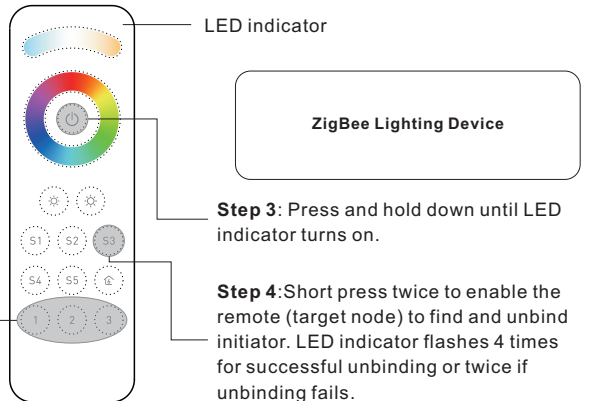 LED indicator
ZigBee Lighting Device
Step 3: Press and hold down until LED
indicator turns on.
S1 S2 S3
S4 S5
1 2 3
Step 4:Short press twice to enable the
remote (target node) to find and unbind
initiator. LED indicator flashes 4 times
for successful unbinding or twice if
unbinding fails.